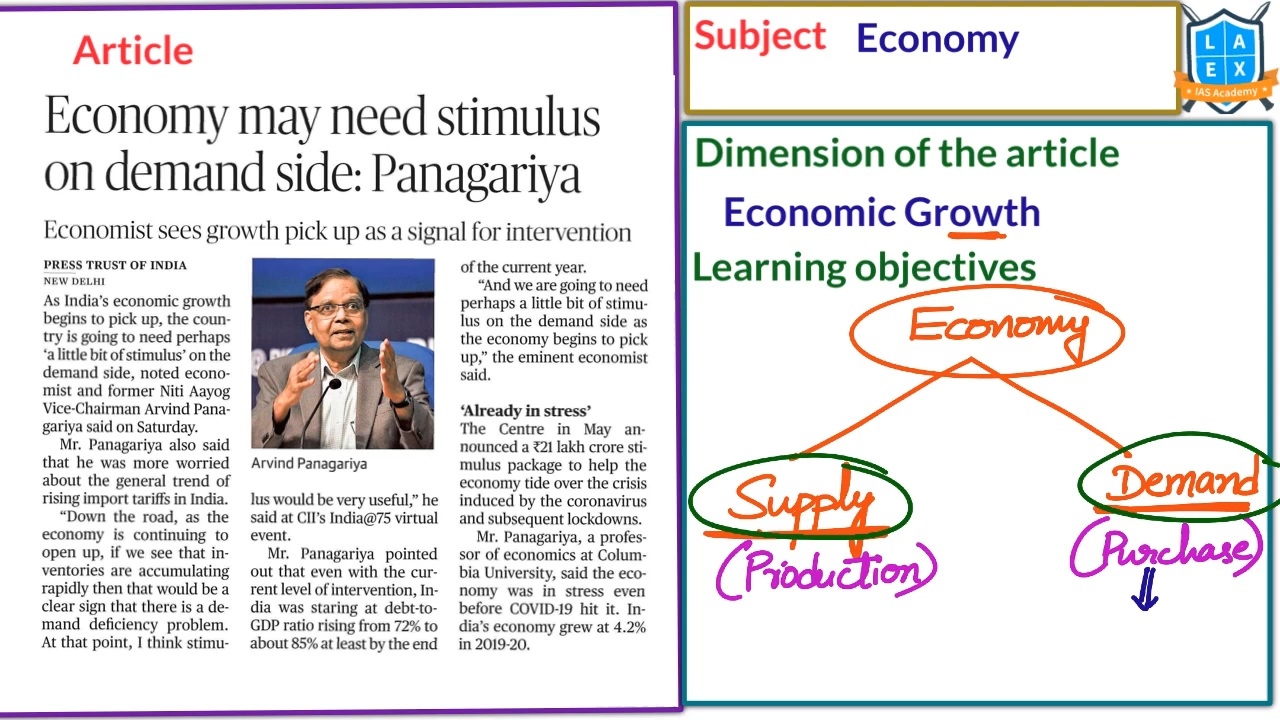 Article
Economy may need stimulus
on demand side: Panagariya
Economist sees growth pick up as a signal for intervention
PRESS TRUST OF INDIA
NEW DELHI
As India's economic growth
begins to pick up, the coun-
try is going to need perhaps
'a little bit of stimulus' on the
demand side, noted econo-
mist and former Niti Aayog
Vice-Chairman Arvind Pana-
gariya said on Saturday.
Mr. Panagariya also said
that he was more worried
about the general trend of
rising import tariffs in India.
“Down the road, as the
economy is continuing to
open up, if we see that in-
ventories are accumulating
rapidly then that would be a
clear sign that there is a de-
mand deficiency problem.
At that point, I think stimu-
Arvind Panagariya
lus would be very useful,” he
said at CII's India@75 virtual
event.
Mr. Panagariya pointed
out that even with the cur-
rent level of intervention, In-
dia was staring at debt-to-
GDP ratio rising from 72% to
about 85% at least by the end
of the current year.
“And we are going to need
perhaps a little bit of stimu-
lus on the demand side as
the economy begins to pick
up,” the eminent economist
said.
‘Already in stress’
The Centre in May an-
nounced a ₹21 lakh crore sti-
mulus package to help the
economy tide over the crisis
induced by the coronavirus
and subsequent lockdowns.
Mr. Panagariya, a profes-
sor of economics at Colum-
bia University, said the eco-
nomy was in stress even
before COVID-19 hit it. In-
dia's economy grew at 4.2%
in 2019-20.
Subject Economy
L A
E X
IAS Academy
Dimension of the article
Economic Growth
Learning objectives
Economy
Supply
(Production)
Demand
(Purchase)